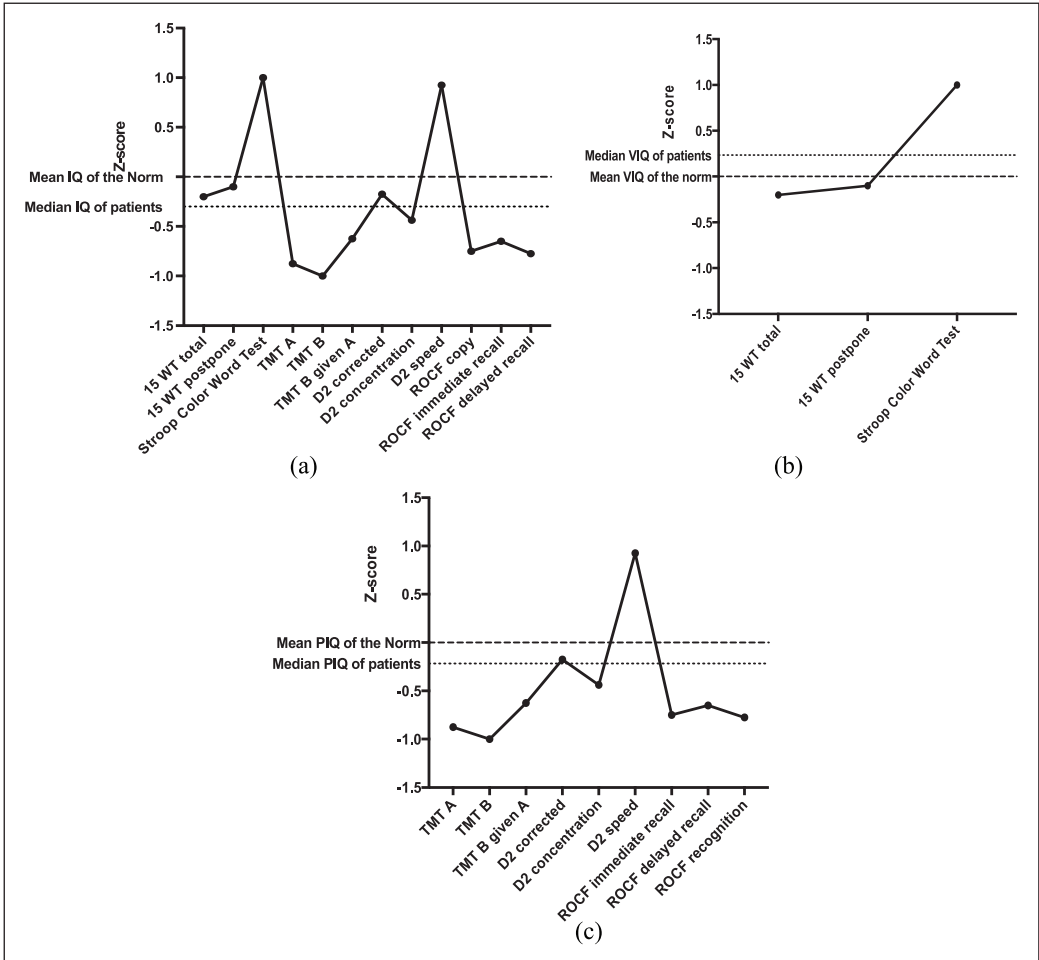 1.5
1.0
0.5
Z-score
Mean IQ of the Norm
Median IQ of patients
-0.5
-1.0
-1.5
15 WT total
15 WT postpone
Stroop Color Word Test
TMT A
TMT B
TMT B given A
D2 corrected
D2 concentration
D2 speed
ROCF copy
ROCF immediate recall
ROCF delayed recall
(a)
1.5
1.0
Z-score
0.5
Median VIQ of patients
Mean VIQ of the norm
-0.5
-1.0
-1.5
15 WT total
15 WT postpone
Stroop Color Word Test
(b)
1.5
1.0
Z-score
0.5
Mean PIQ of the Norm
Median PIQ of patients
-0.5
-1.0
-1.5
TMT A
TMT B
TMT B given A
D2 corrected
D2 concentration
D2 speed
ROCF immediate recall
ROCF delayed recall
ROCF recognition
(c)